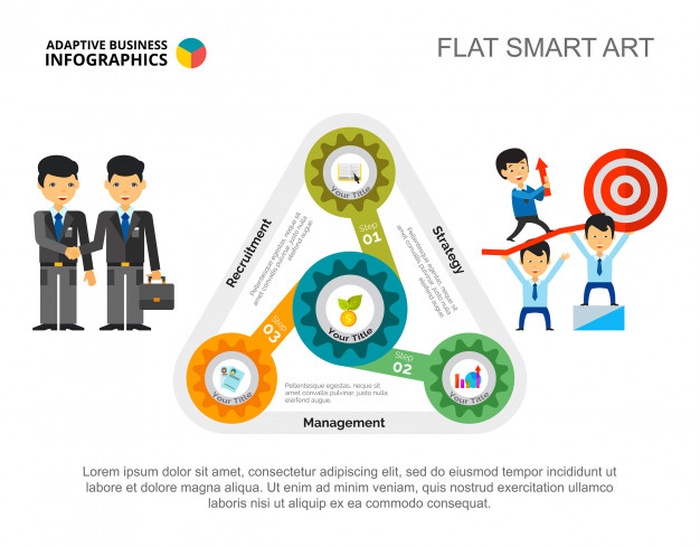 ADAPTIVE BUSINESS
INFOGRAPHICS
FLAT SMART ART
Your Title
Step
01
Recruitment
Pellentesque egestas, neque sit
amet convallis pulvinar, justo nulla
eleifend augue.
Strategy
Pellentesque egestas, neque sit
amet convallis pulvinar, justo nulla
eleifend augue.
Your Title
Step
03
Step
02
Your Title
Your Title
Pellentesque egestas, neque sit
amet convallis pulvinar, justo nulla
eleifend augue.
Management
Lorem ipsum dolor sit amet, consectetur adipiscing elit, sed do eiusmod tempor incididunt ut
labore et dolore magna aliqua. Ut enim ad minim veniam, quis nostrud exercitation ullamco
laboris nisi ut aliquip ex ea commodo consequat.